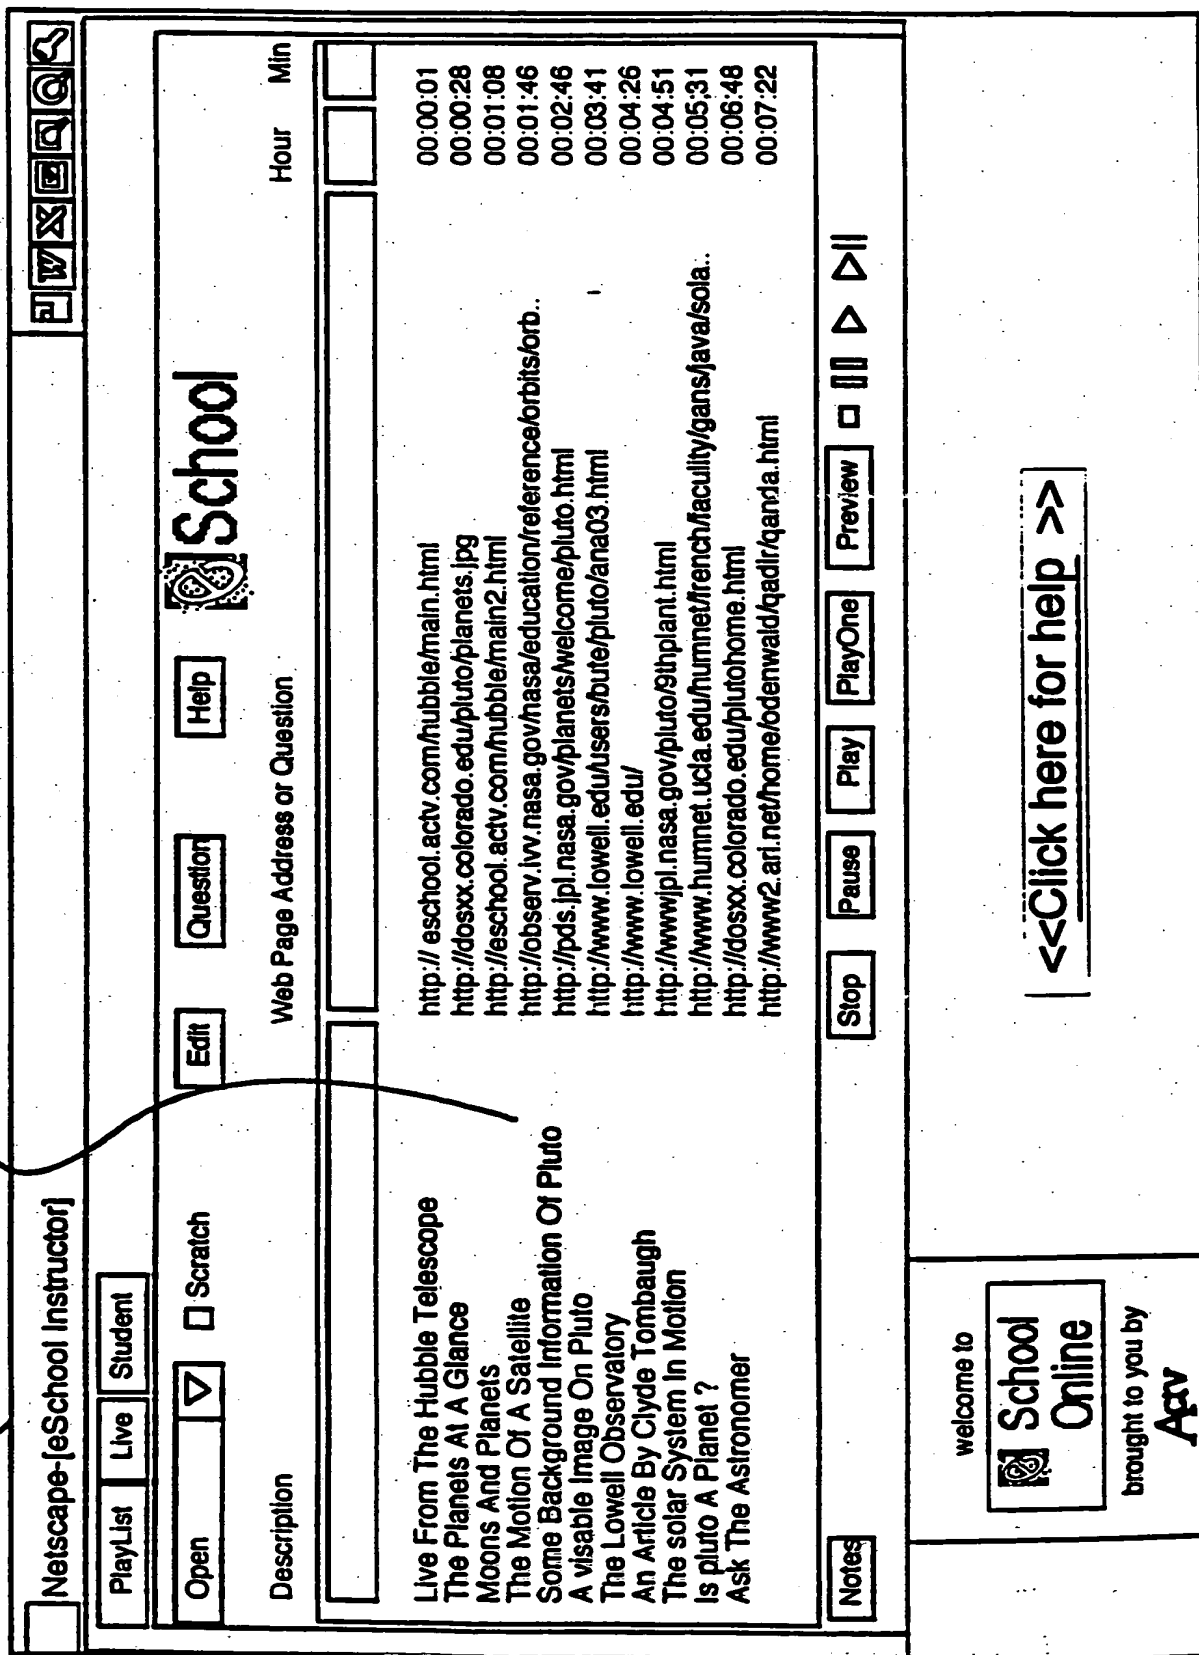 Netscape-[eSchool Instructor]
PlayList Live Student
Open Scratch Edit Question Help School
Description Web Page Address or Question Hour Min
Live From The Hubble Telescope http:// eschool.actv.com/hubble/main.html 00:00:01
The Planets At A Glance http://dosxx.colorado.edu/pluto/planets.jpg 00:00:28
Moons And Planets http://eschool.actv.com/hubble/main2.html 00:01:08
The Motion Of A Satellite http://observ.ivv.nasa.gov/nasa/education/reference/orbits/orb.. 00:01:46
Some Background Information Of Pluto http://pds.jpl.nasa.gov/planets/welcome/pluto.html 00:02:46
A visable Image On Pluto http://www.lowell.edu/users/bute/pluto/ana03.html 00:03:41
The Lowell Observatory http://www.lowell.edu/ 00:04:26
An Article By Clyde Tombaugh http://wwwjpl.nasa.gov/pluto/9thplant.html 00:04:51
The solar System In Motion http://www.humnet.ucla.edu/humnet/french/faculity/gans/java/sola.. 00:05;31
Is pluto A Planet ? http://dosxx.colorado.edu/plutohome.html 00:06:48
Ask The Astronomer http://www2.ari.net/home/odenwald/qadir/qanda.html 00:07:22
Notes Stop Pause Play PlayOne Preview
welcome to
School
Online
brought to you by
Actv
<<Click here for help >>